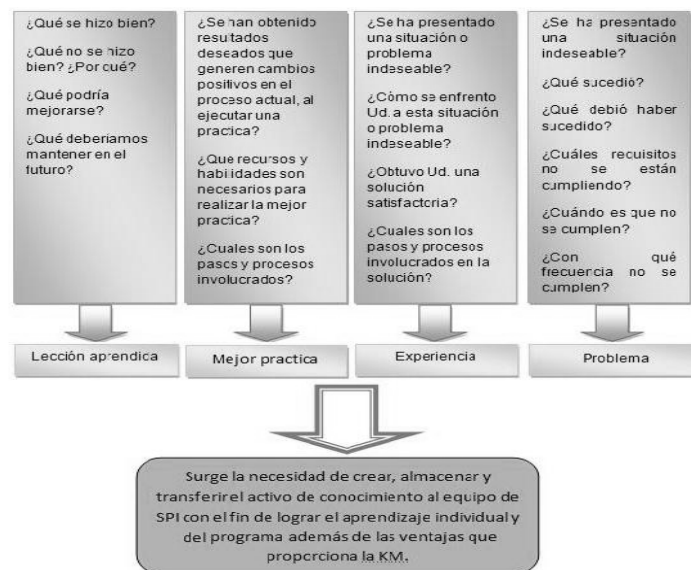 ¿Qué se hizo bien?
¿Qué no se hizo
bien? ¿Por cué?
¿Qué podría
mejorarse?
¿Qué deberíamos
mantener en el
futuro?
¿Se han obtenido
resultados
deseados que
generen cambios
positivos en el
proceso actual, al
ejecutar una
practica?
¿Que recursos y
habilidades son
necesarios para
realizar la mejor
practica?
¿Cuales son los
pasos y procesos
involucrados?
¿Se ha presentado
una situación o
problema
indeseable?
¿Cómo se enfrento
Ud. a esta situación
o problema
indeseable?
¿Obtuvo Ud. una
solución
satisfactoria?
¿Cuales son los
pasos y procesos
involucrados en la
solución?
¿Se ha presentado
una situación
indeseable?
¿Qué sucedió?
¿Qué debió haber
sucedido?
¿Cuáles requisitos
no se están
cumpliendo?
¿Cuándo es que no
se cumplen?
¿Con qué
frecuencia no se
cumplen?
Lección aprendica
Mejor practica
Experiencia
Problema
Surge la necesidad de crear, almacenar y
transferir el activo de conocimiento al equipo de
SPI con el fin de lograr el aprendizaje individual y
del programa además de las ventajas que
proporciona la KM.